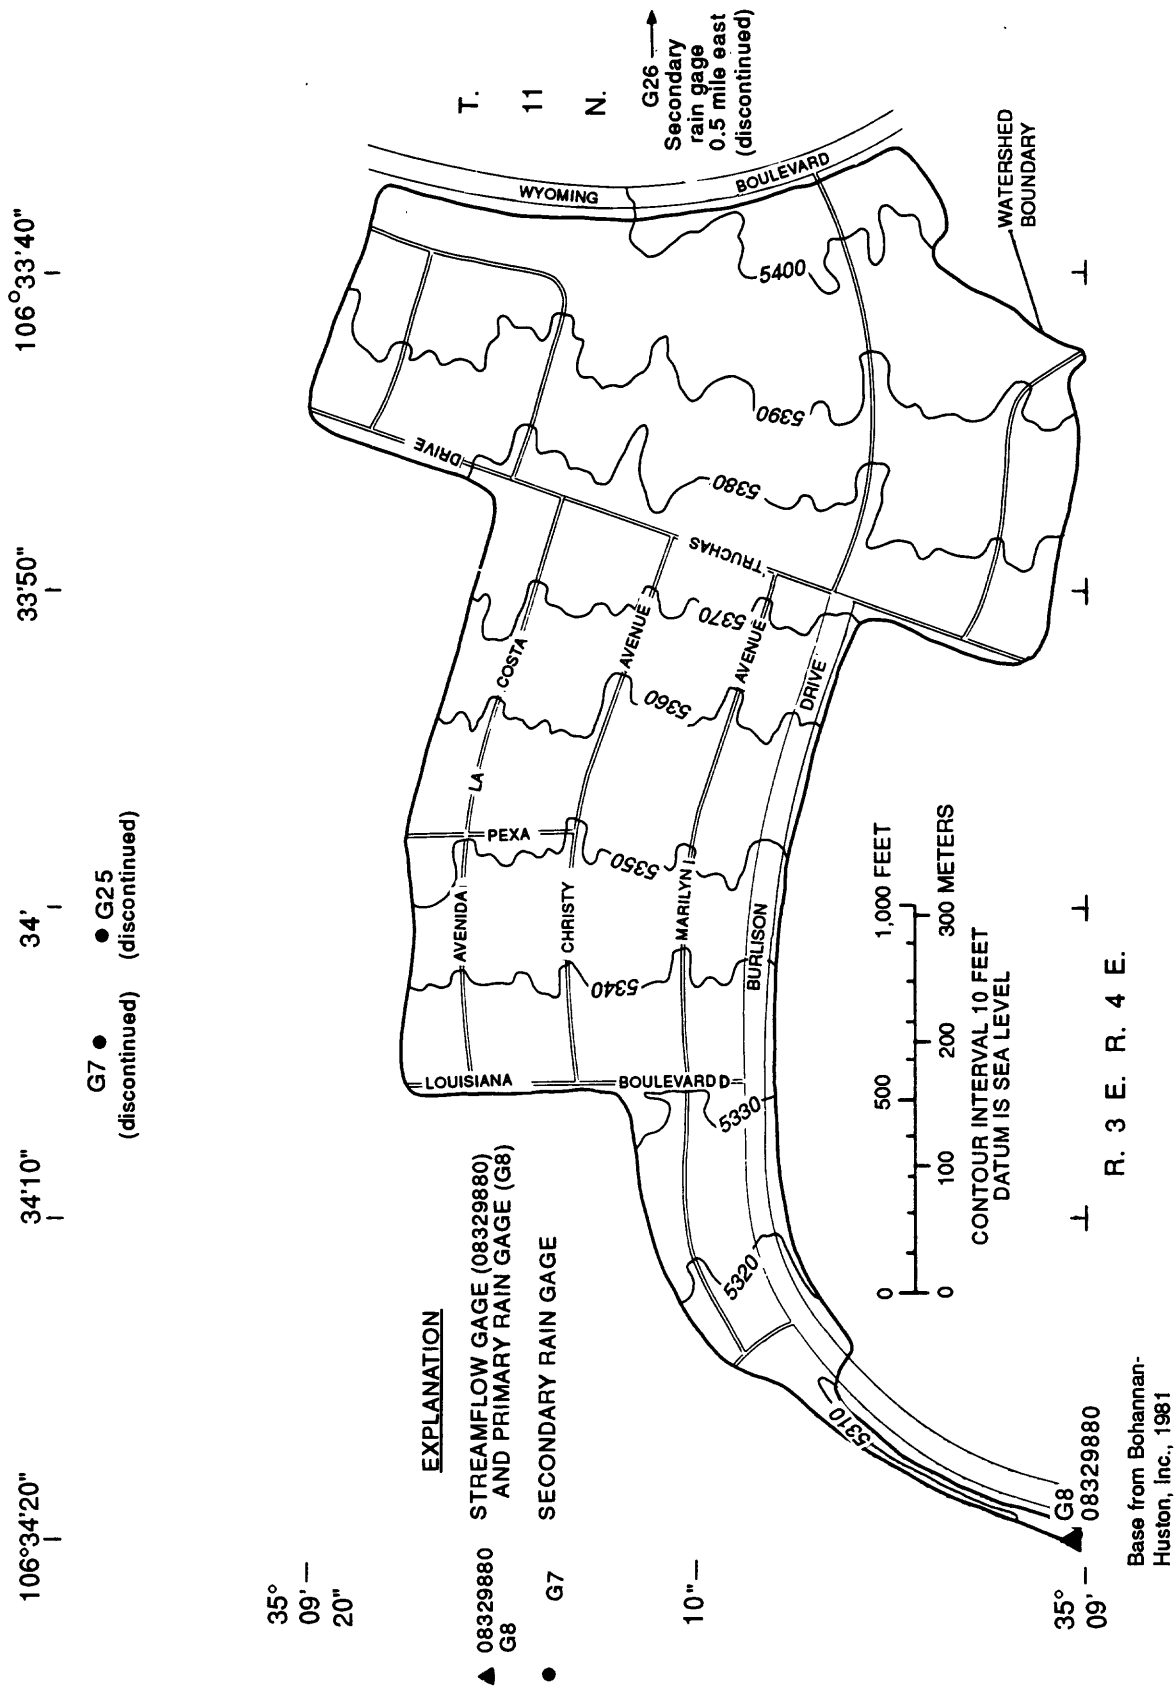 106°34'20"
34'10"
34'
33'50"
106°33'40"
G7
(discontinued)
G25
(discontinued)
35°
09'
20"
T.
11
N.
G26
Secondary
rain gage
0.5 mile east
(discontinued)
EXPLANATION
08329880
G8
STREAMFLOW GAGE (08329880)
AND PRIMARY RAIN GAGE (G8)
G7
SECONDARY RAIN GAGE
WYOMING
BOULEVARD
DRIVE
TRUCHAS
AVENIDA
LA
COSTA
PEXA
CHRISTY
AVENUE
MARILYN
AVENUE
BURLISON
DRIVE
LOUISIANA
BOULEVARD D
5400
5390
5380
5370
5360
5350
5340
5330
5320
5310
WATERSHED
BOUNDARY
10"
35°
09'
G8
08329880
0
500
1,000 FEET
0
100
200
300 METERS
CONTOUR INTERVAL 10 FEET
DATUM IS SEA LEVEL
R. 3 E. R. 4 E.
Base from Bohannan-
Huston, Inc., 1981